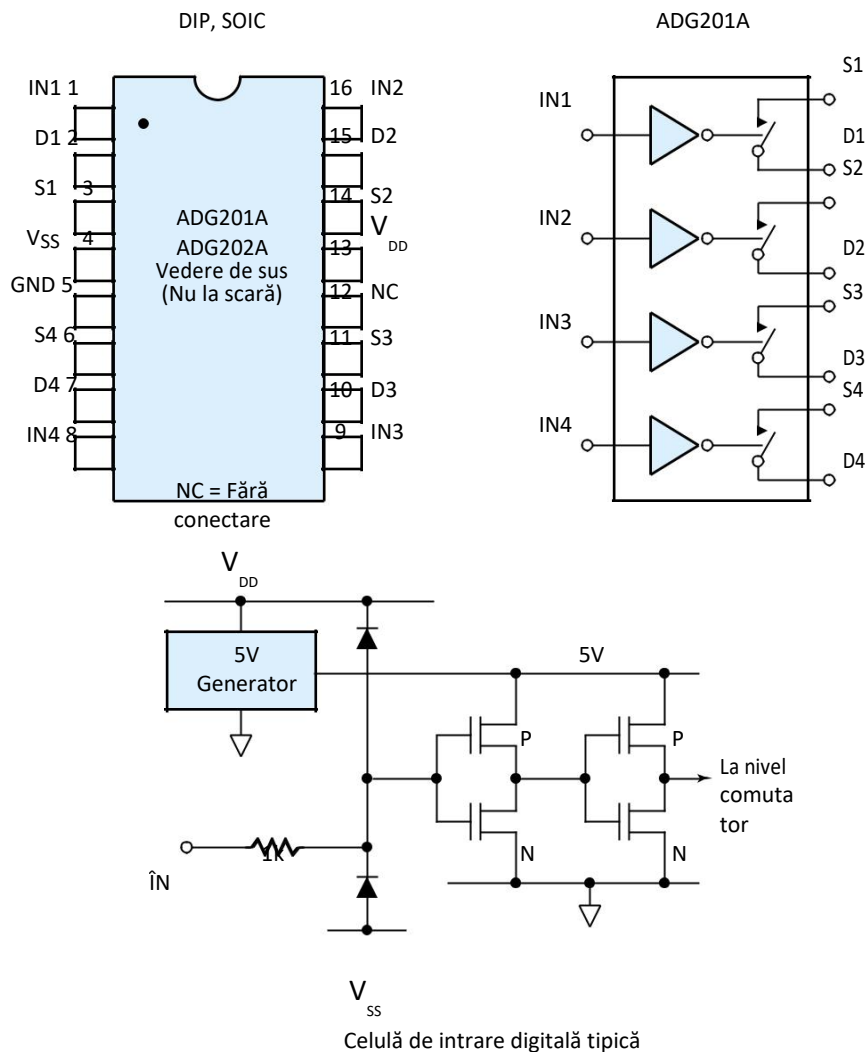 DIP, SOIC
ADG201A
IN1 1
16 IN2
D1 2
15 D2
S1 3
14 S2
VSS 4
13 VDD
GND 5
12 NC
S4 6
11 S3
D4 7
10 D3
IN4 8
9 IN3
ADG201A
ADG202A
Vedere de sus
(Nu la scară)
NC = Fără
conectare
IN1
S1
D1
IN2
S2
D2
IN3
S3
D3
IN4
S4
D4
VDD
5V
Generator
5V
P
P
N
N
La nivel
comuta
tor
ÎN
1k
VSS
Celulă de intrare digitală tipică